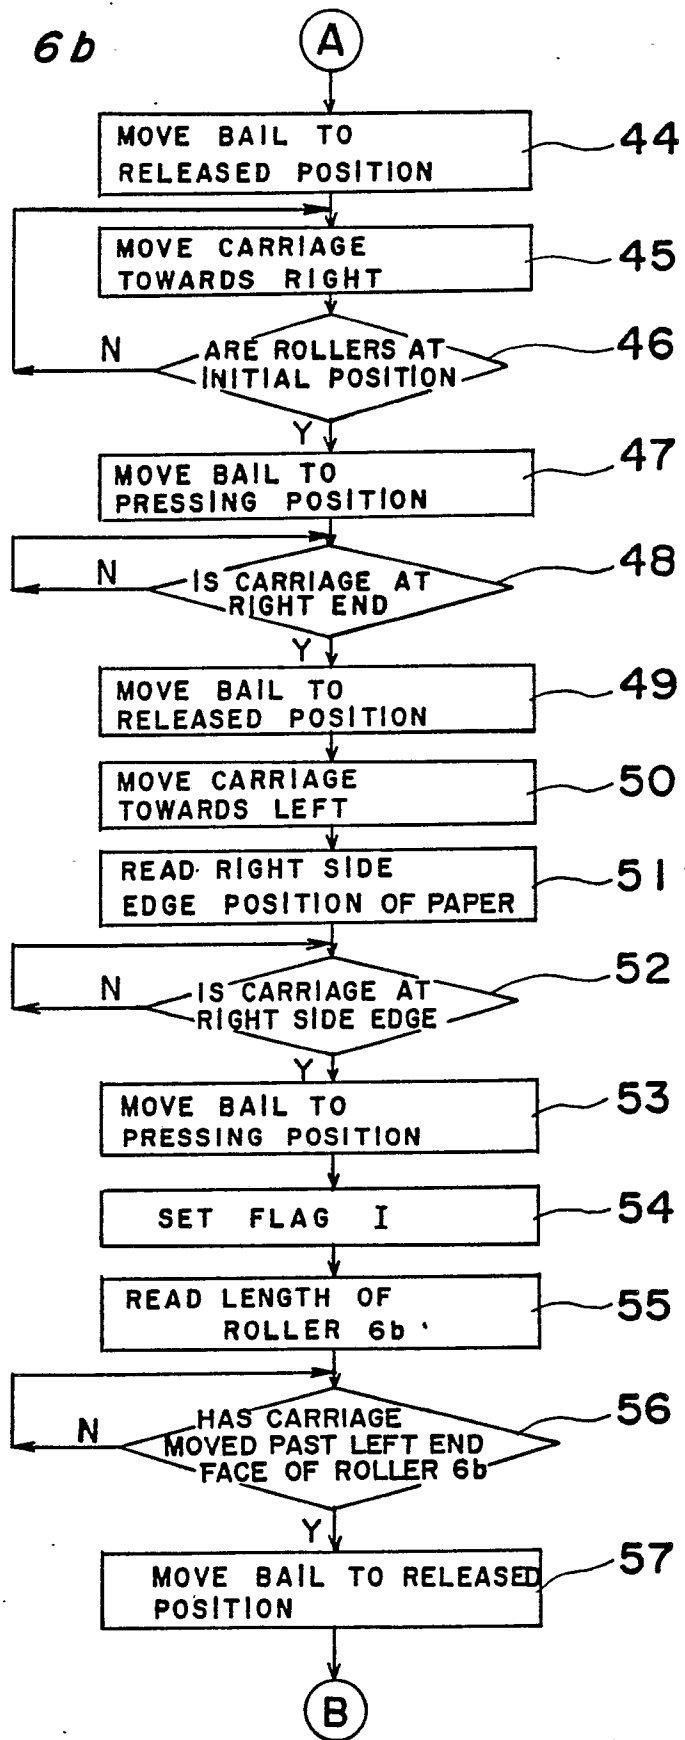 6b
A
MOVE BAIL TO
RELEASED POSITION
44
MOVE CARRIAGE
TOWARDS RIGHT
45
ARE ROLLERS AT
INITIAL POSITION
46
N
Y
MOVE BAIL TO
PRESSING POSITION
47
IS CARRIAGE AT
RIGHT END
48
N
Y
MOVE BAIL TO
RELEASED POSITION
49
MOVE CARRIAGE
TOWARDS LEFT
50
READ RIGHT SIDE
EDGE POSITION OF PAPER
51
IS CARRIAGE AT
RIGHT SIDE EDGE
52
N
Y
MOVE BAIL TO
PRESSING POSITION
53
SET FLAG I
54
READ LENGTH OF
ROLLER 6b
55
HAS CARRIAGE
MOVED PAST LEFT END
FACE OF ROLLER 6b
56
N
Y
MOVE BAIL TO RELEASED
POSITION
57
B